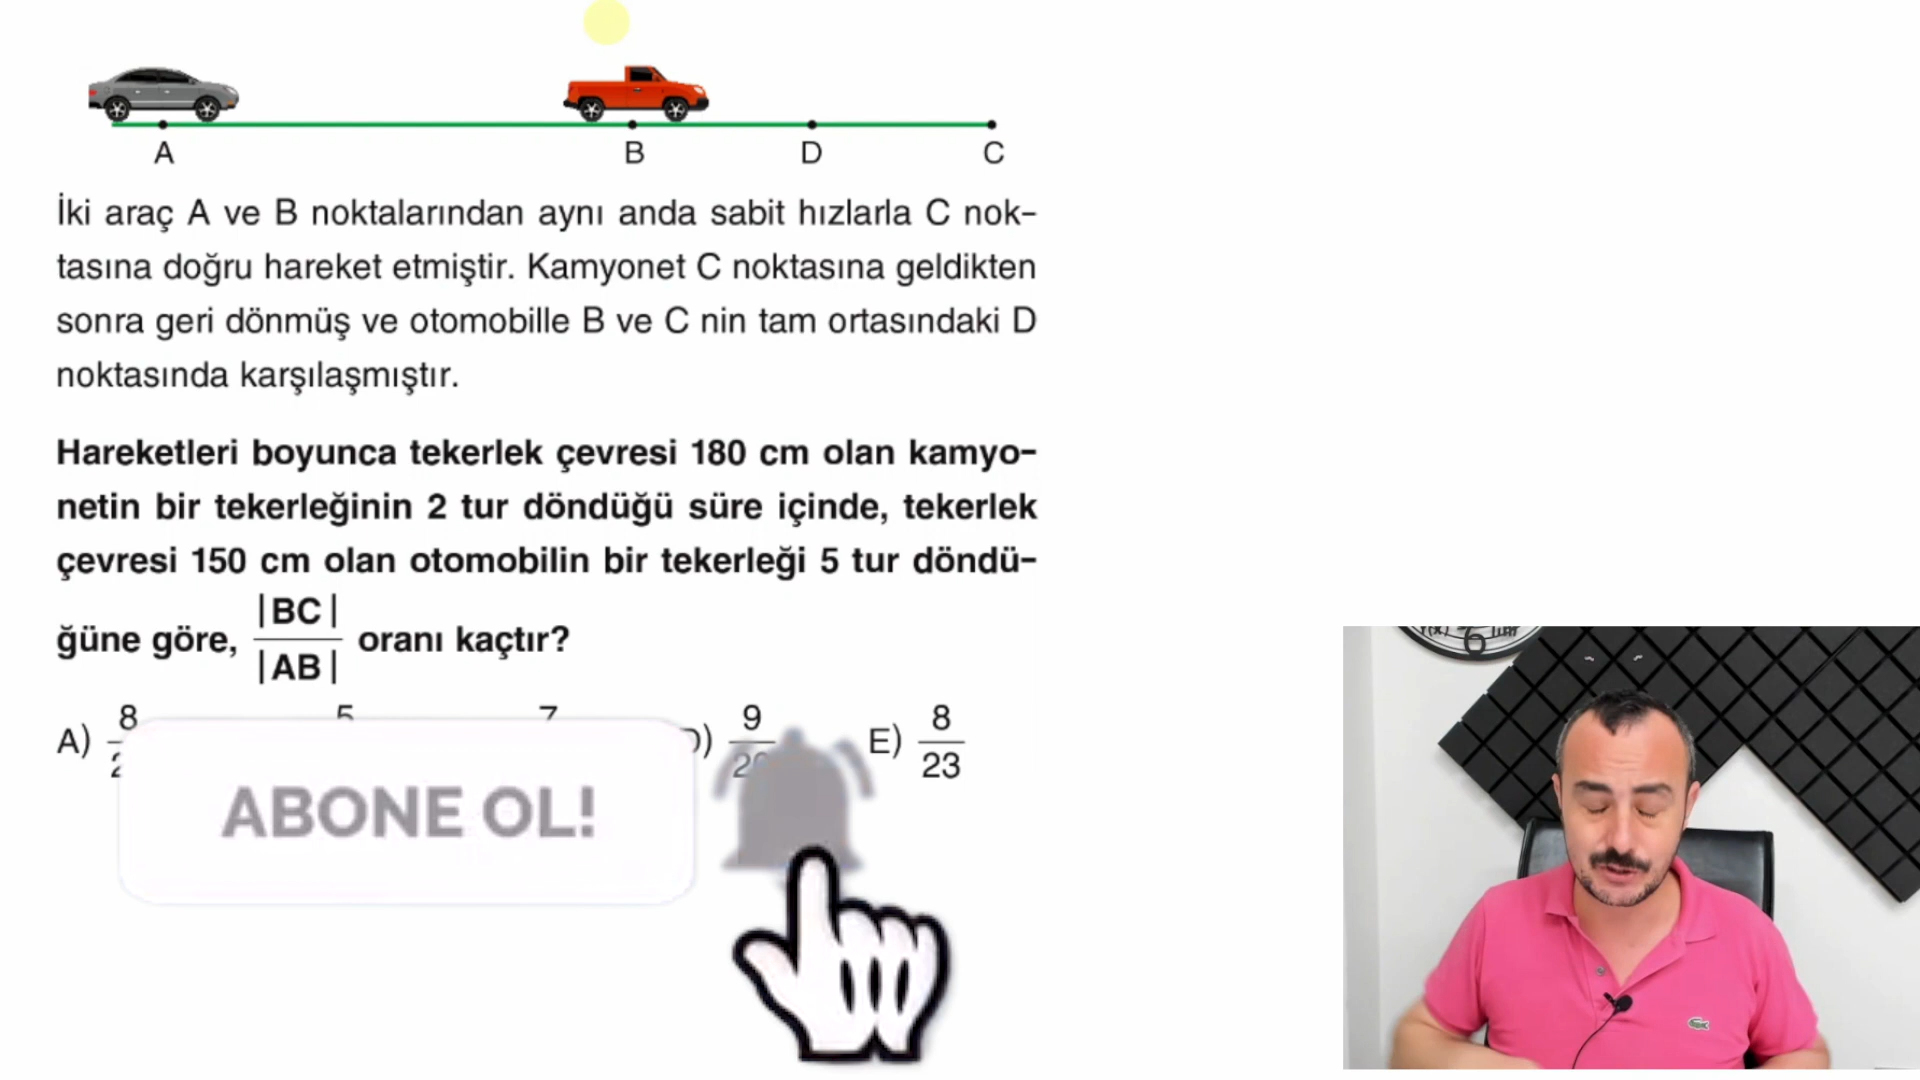 A B D C
İki araç A ve B noktalarından aynı anda sabit hızlarla C nok-
tasına doğru hareket etmiştir. Kamyonet C noktasına geldikten
sonra geri dönmüş ve otomobille B ve C nin tam ortasındaki D
noktasında karşılaşmıştır.
Hareketleri boyunca tekerlek çevresi 180 cm olan kamyo-
netin bir tekerleğinin 2 tur döndüğü süre içinde, tekerlek
çevresi 150 cm olan otomobilin bir tekerleği 5 tur döndü-
ğüne göre, |BC| / |AB| oranı kaçtır?
A) 8 5 7 D) 9 E) 8/23
ABONE OL!